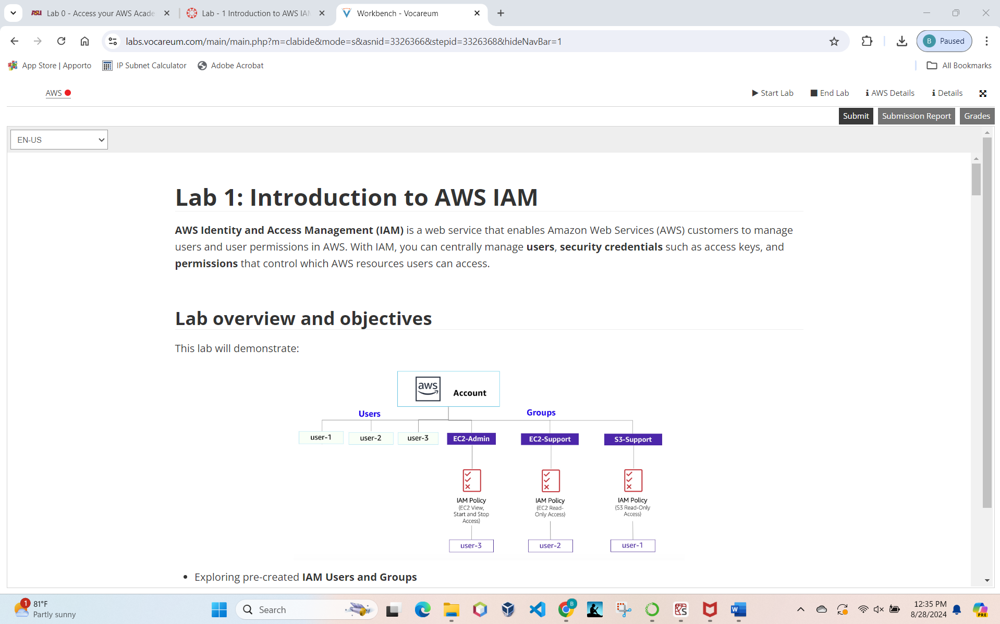 Lab 0 - Access your AWS Acade
Lab - 1 Introduction to AWS IAM
Workbench - Vocareum
labs.vocareum.com/main/main.php?m=clabide&mode=s&asnid=3326366&stepid=3326368&hideNavBar=1
B Paused
App Store | Apporto
IP Subnet Calculator
Adobe Acrobat
All Bookmarks
AWS
Start Lab
End Lab
AWS Details
Details
Submit
Submission Report
Grades
EN-US
Lab 1: Introduction to AWS IAM
AWS Identity and Access Management (IAM) is a web service that enables Amazon Web Services (AWS) customers to manage
users and user permissions in AWS. With IAM, you can centrally manage users, security credentials such as access keys, and
permissions that control which AWS resources users can access.
Lab overview and objectives
This lab will demonstrate:
aws
Account
Users
Groups
user-1
user-2
user-3
EC2-Admin
EC2-Support
S3-Support
IAM Policy
(EC2 View,
Start and Stop
Access)
IAM Policy
(EC2 Read-
Only Access)
IAM Policy
(S3 Read-Only
Access)
user-3
user-2
user-1
• Exploring pre-created IAM Users and Groups
1
81°F
Partly sunny
Search
B
12:35 PM
8/28/2024
PRE